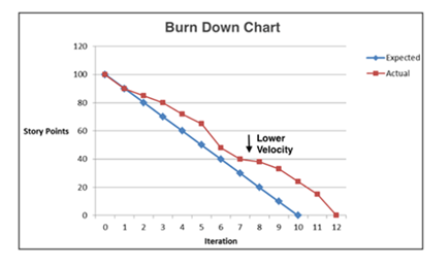 Burn Down Chart
120
100
80
60
40
20
0
Story Points
Lower
Velocity
Expected
Actual
0 1 2 3 4 5 6 7 8 9 10 11 12
Iteration